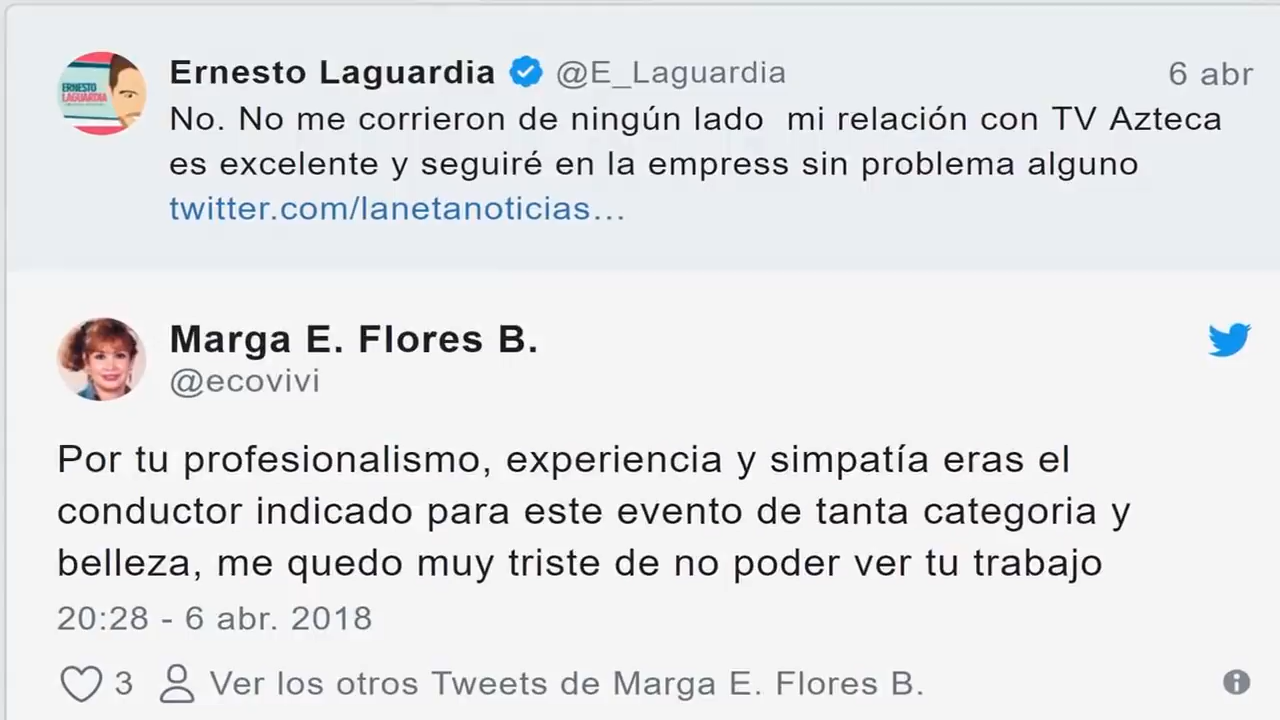 Ernesto Laguardia @E_Laguardia 6 abr
ERNESTO
LAGUARDIA
No. No me corrieron de ningún lado  mi relación con TV Azteca
es excelente y seguiré en la empress sin problema alguno
twitter.com/lanetanoticias…
Marga E. Flores B.
@ecovivi
Por tu profesionalismo, experiencia y simpatía eras el
conductor indicado para este evento de tanta categoria y
belleza, me quedo muy triste de no poder ver tu trabajo
20:28 - 6 abr. 2018
3 Ver los otros Tweets de Marga E. Flores B.